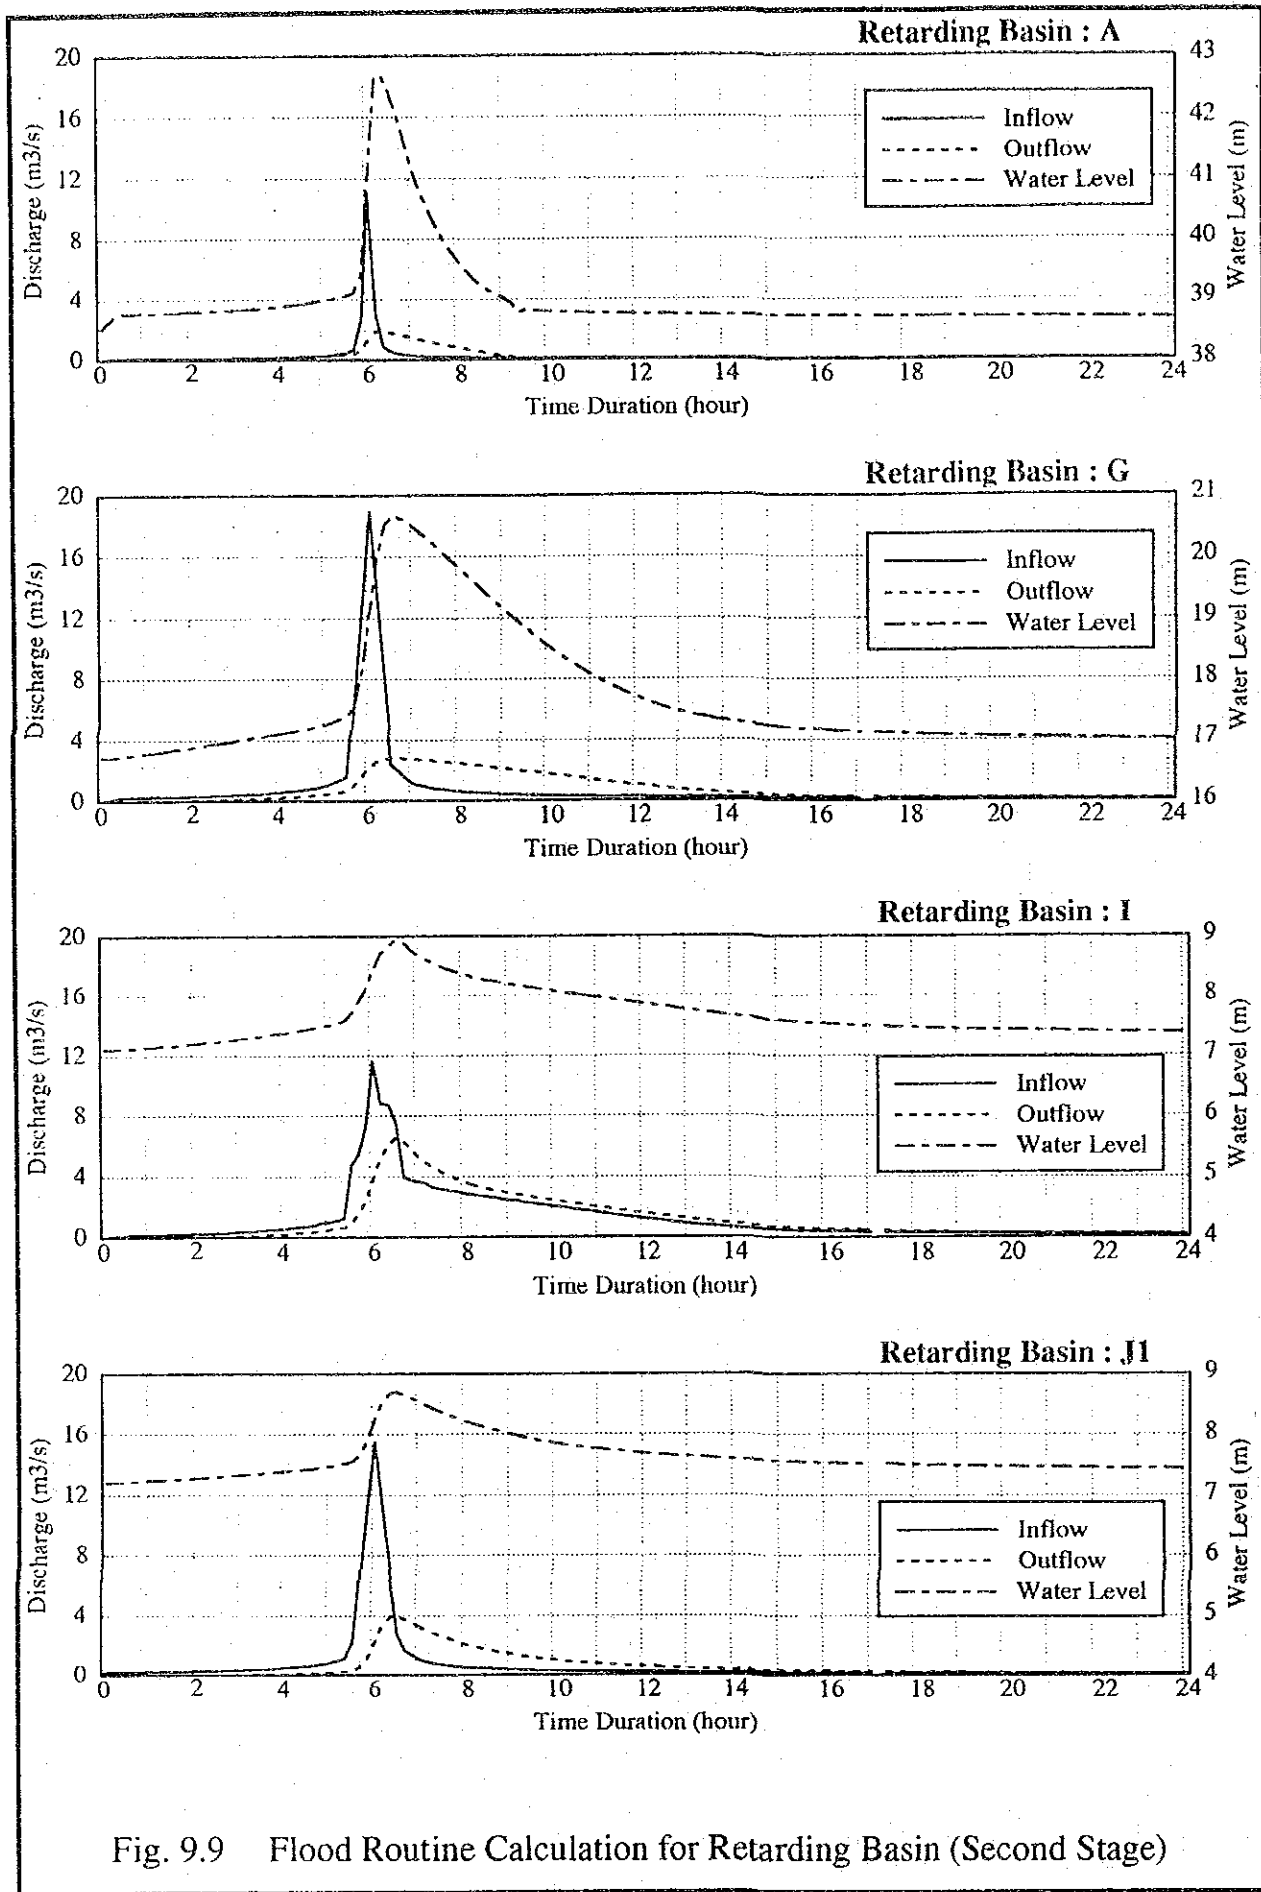 Retarding Basin : A
20
16
12
8
4
0
Discharge (m3/s)
43
42
41
40
39
38
Water Level (m)
Inflow
Outflow
Water Level
0 2 4 6 8 10 12 14 16 18 20 22 24
Time Duration (hour)
Retarding Basin : G
20
16
12
8
4
0
Discharge (m3/s)
21
20
19
18
17
16
Water Level (m)
Inflow
Outflow
Water Level
0 2 4 6 8 10 12 14 16 18 20 22 24
Time Duration (hour)
Retarding Basin : I
20
16
12
8
4
0
Discharge (m3/s)
9
8
7
6
5
4
Water Level (m)
Inflow
Outflow
Water Level
0 2 4 6 8 10 12 14 16 18 20 22 24
Time Duration (hour)
Retarding Basin : J1
20
16
12
8
4
0
Discharge (m3/s)
9
8
7
6
5
4
Water Level (m)
Inflow
Outflow
Water Level
0 2 4 6 8 10 12 14 16 18 20 22 24
Time Duration (hour)
Fig. 9.9 Flood Routine Calculation for Retarding Basin (Second Stage)